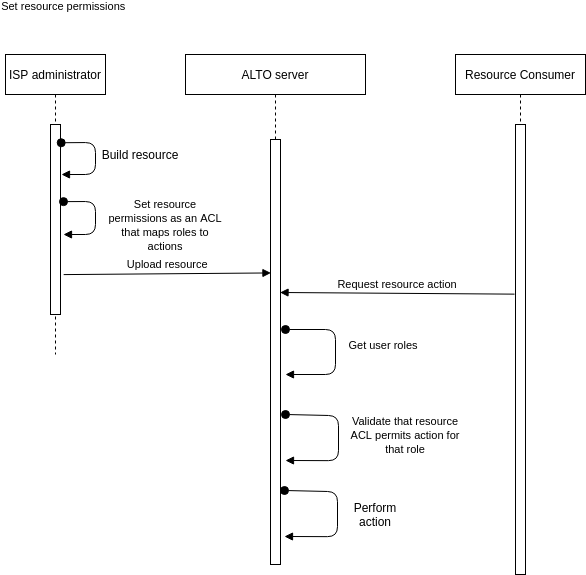 Set resource permissions
ISP administrator
ALTO server
Resource Consumer
Build resource
Set resource
permissions as an ACL
that maps roles to
actions
Upload resource
Request resource action
Get user roles
Validate that resource
ACL permits action for
that role
Perform
action